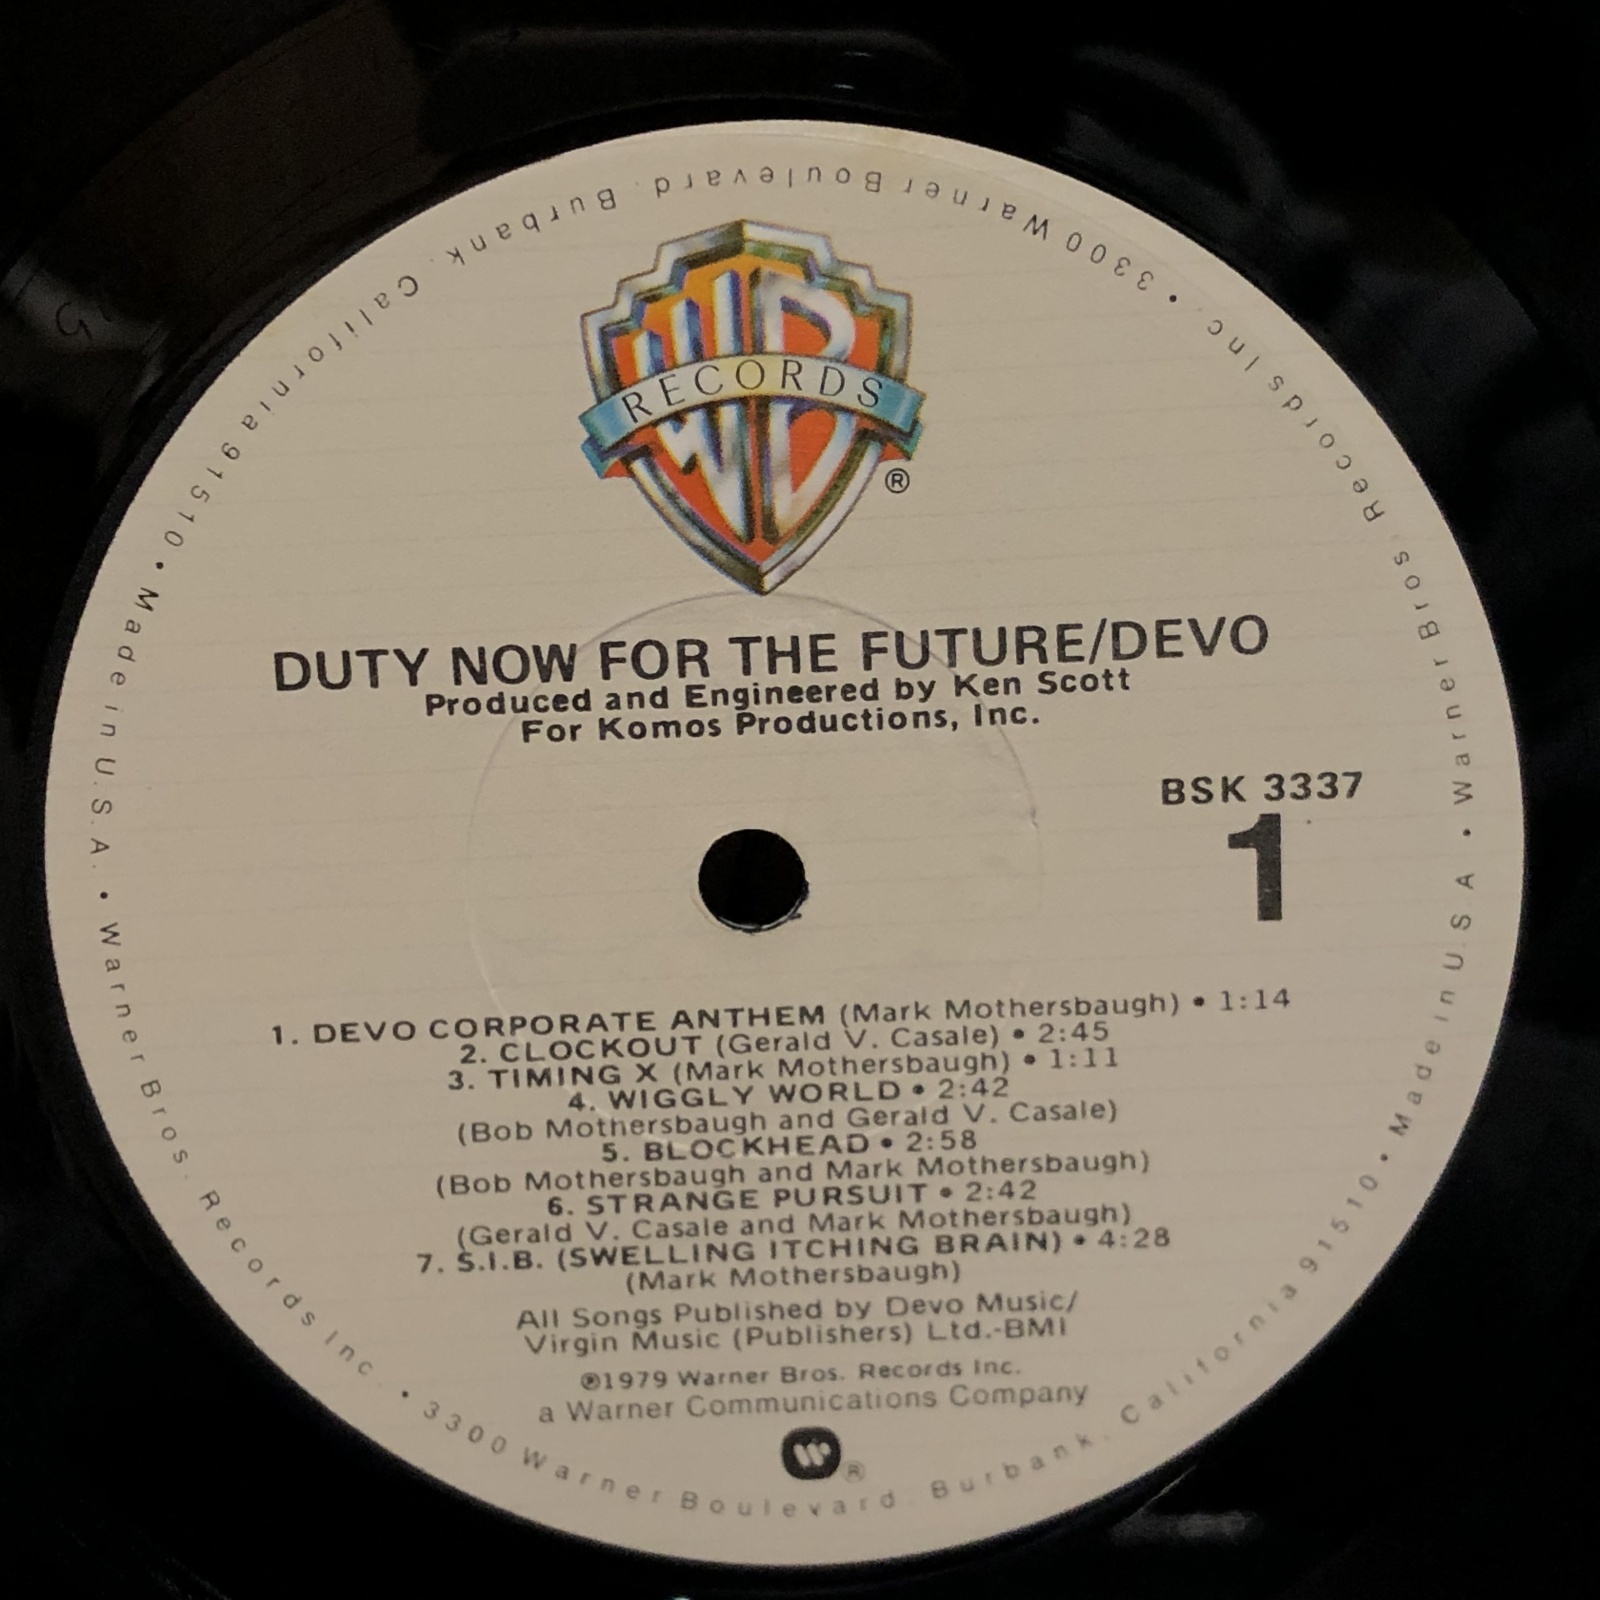 Warner Bros. Records Inc. • 3300 Warner Boulevard. Burbank. California 91510 • Made in U.S.A. • Warner Bros. Records Inc. • 3300 Warner Boulevard. Burbank. California 91510 • Made in U.S.A •
WB
RECORDS
®
DUTY NOW FOR THE FUTURE/DEVO
Produced and Engineered by Ken Scott
For Komos Productions, Inc.
BSK 3337
1
1. DEVO CORPORATE ANTHEM (Mark Mothersbaugh) • 1:14
2. CLOCKOUT (Gerald V. Casale) • 2:45
3. TIMING X (Mark Mothersbaugh) • 1:11
4. WIGGLY WORLD • 2:42
(Bob Mothersbaugh and Gerald V. Casale)
5. BLOCKHEAD • 2:58
(Bob Mothersbaugh and Mark Mothersbaugh)
6. STRANGE PURSUIT • 2:42
(Gerald V. Casale and Mark Mothersbaugh)
7. S.I.B. (SWELLING ITCHING BRAIN) • 4:28
(Mark Mothersbaugh)
All Songs Published by Devo Music/
Virgin Music (Publishers) Ltd.-BMI
℗1979 Warner Bros. Records Inc.
a Warner Communications Company
®